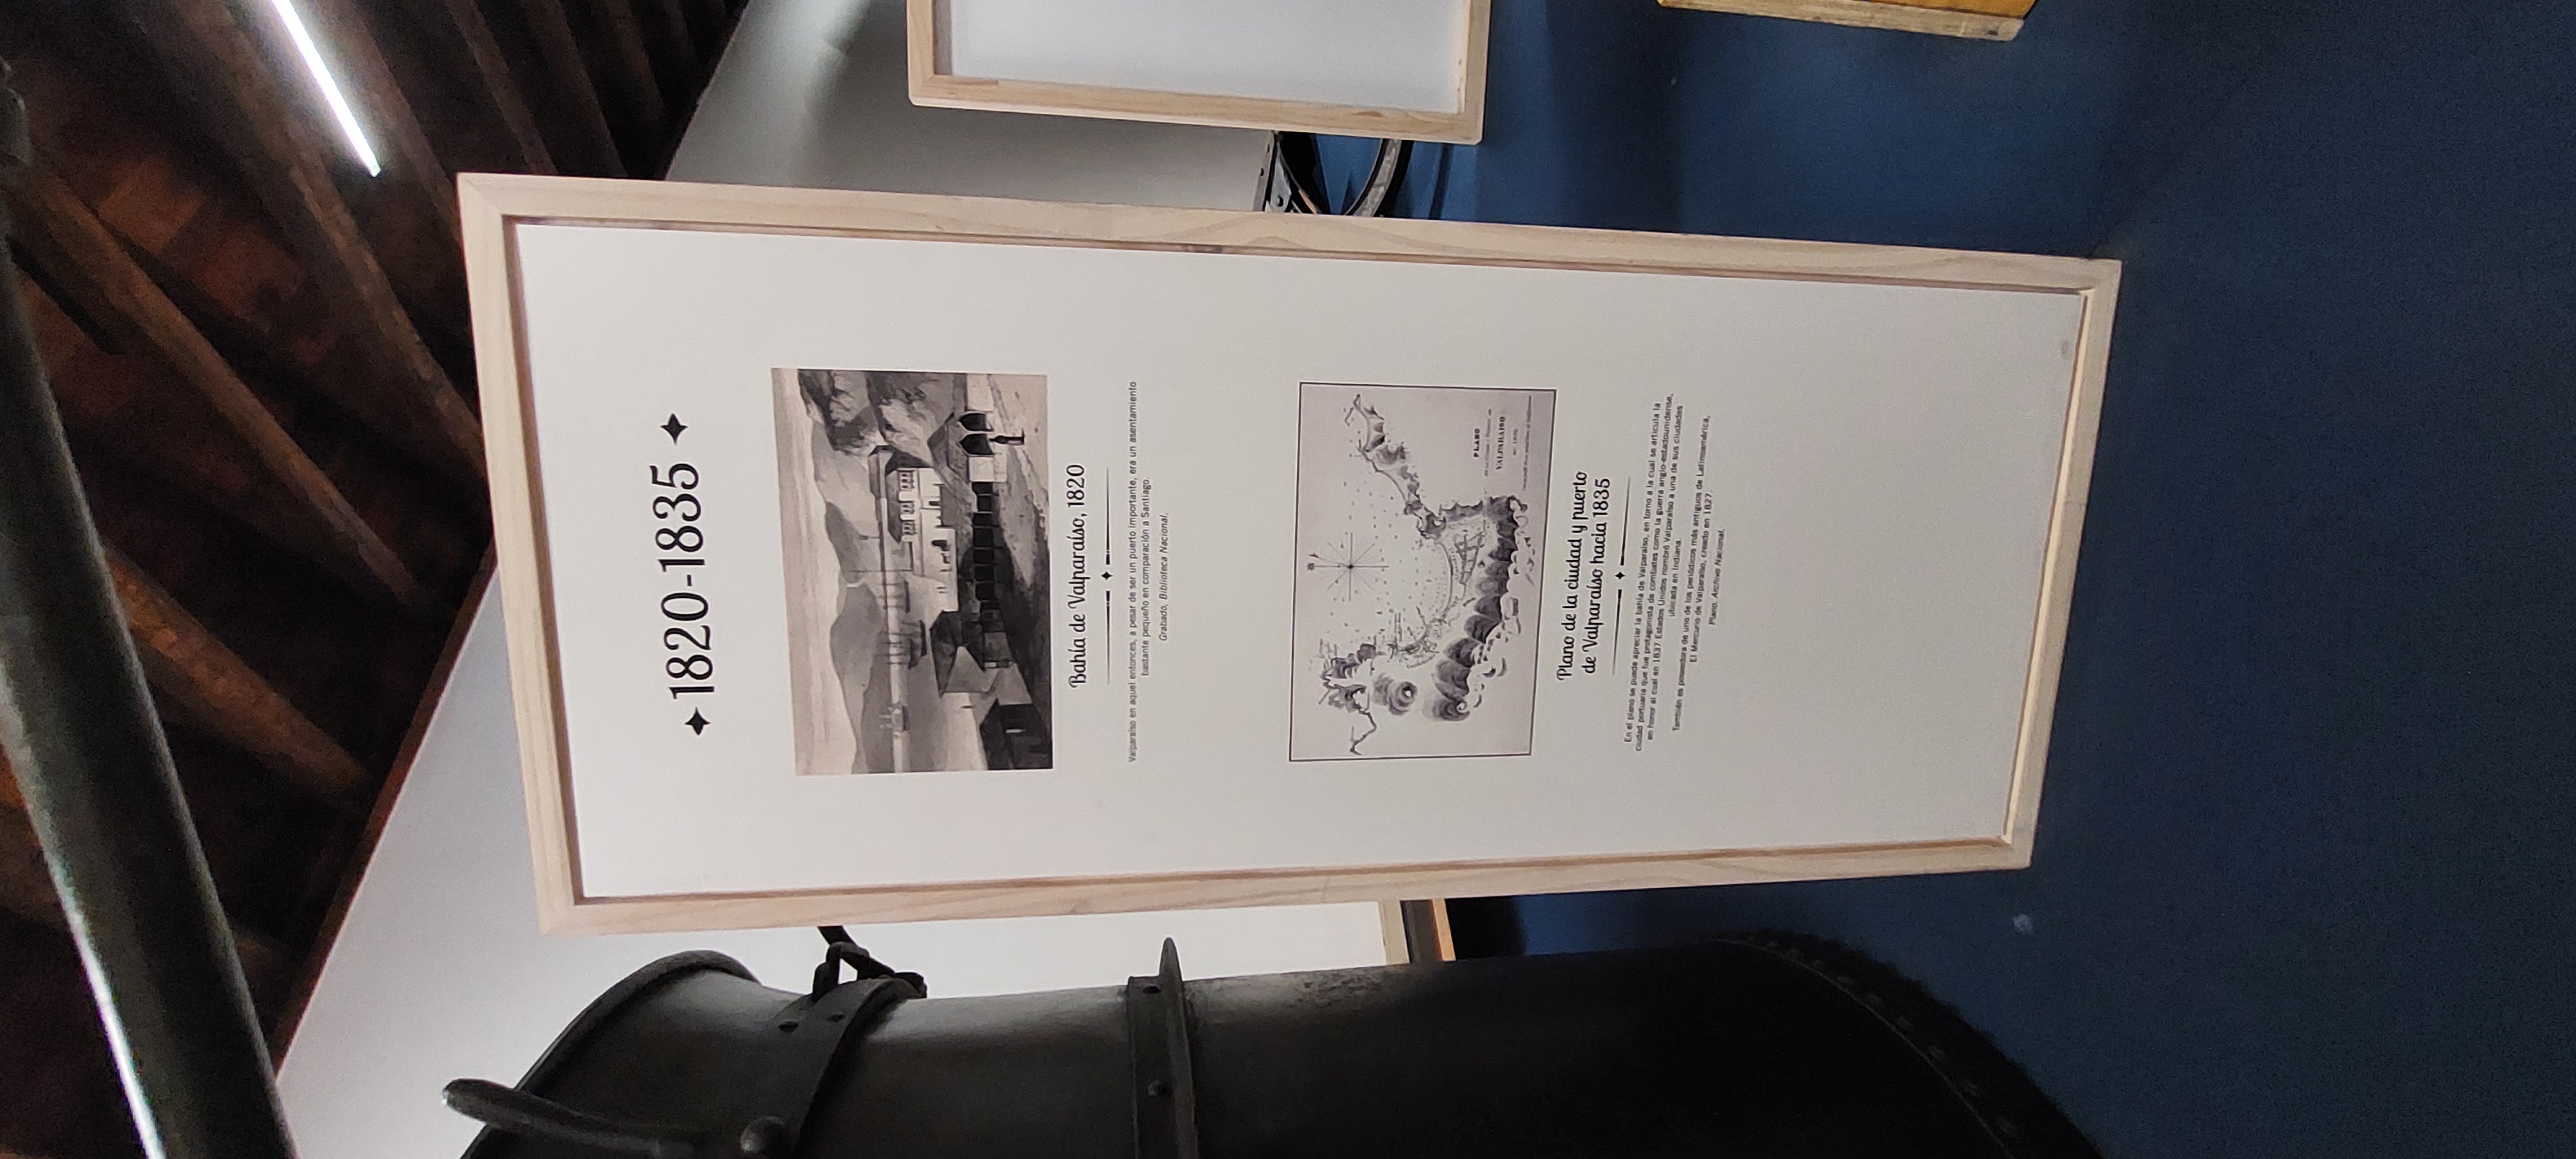 1820-1835
Bahía de Valparaíso, 1820
Valparaíso en aquel entonces, a pesar de ser un puerto importante, era un asentamiento
bastante pequeño en comparación a Santiago.
Grabado, Biblioteca Nacional.
PLANO
VALPARAISO
Plano de la ciudad y puerto
de Valparaíso hacia 1835
En el plano se puede apreciar la bahía de Valparaíso, en torno a la cual se articula la
ciudad portuaria que fue protagonista de combates como la guerra anglo-estadounidense,
en honor al cual en 1837 Estados Unidos nombró Valparaíso a una de sus ciudades
ubicada en Indiana.
También es poseedora de uno de los periódicos más antiguos de Latinoamérica,
El Mercurio de Valparaíso, creado en 1827.
Plano, Archivo Nacional.